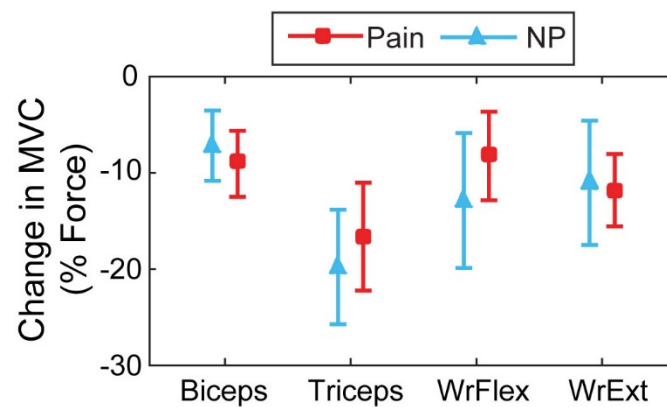 Pain NP
0
-10
-20
-30
Change in MVC
(% Force)
Biceps Triceps WrFlex WrExt